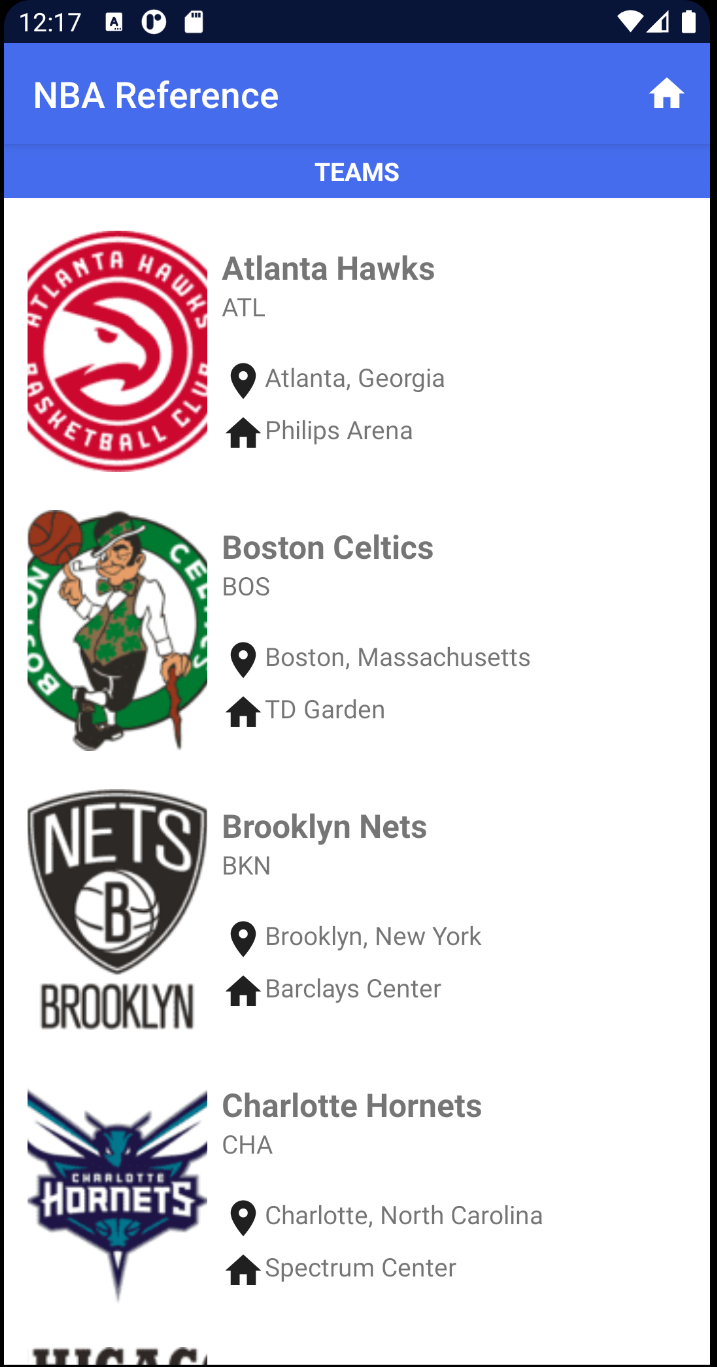 12:17
NBA Reference
TEAMS
ATLANTA HAWKS
BASKETBALL CLUB
Atlanta Hawks
ATL
Atlanta, Georgia
Philips Arena
BOSTON
CELTICS
Boston Celtics
BOS
Boston, Massachusetts
TD Garden
NETS
B
BROOKLYN
Brooklyn Nets
BKN
Brooklyn, New York
Barclays Center
CHARLOTTE
HORNETS
Charlotte Hornets
CHA
Charlotte, North Carolina
Spectrum Center